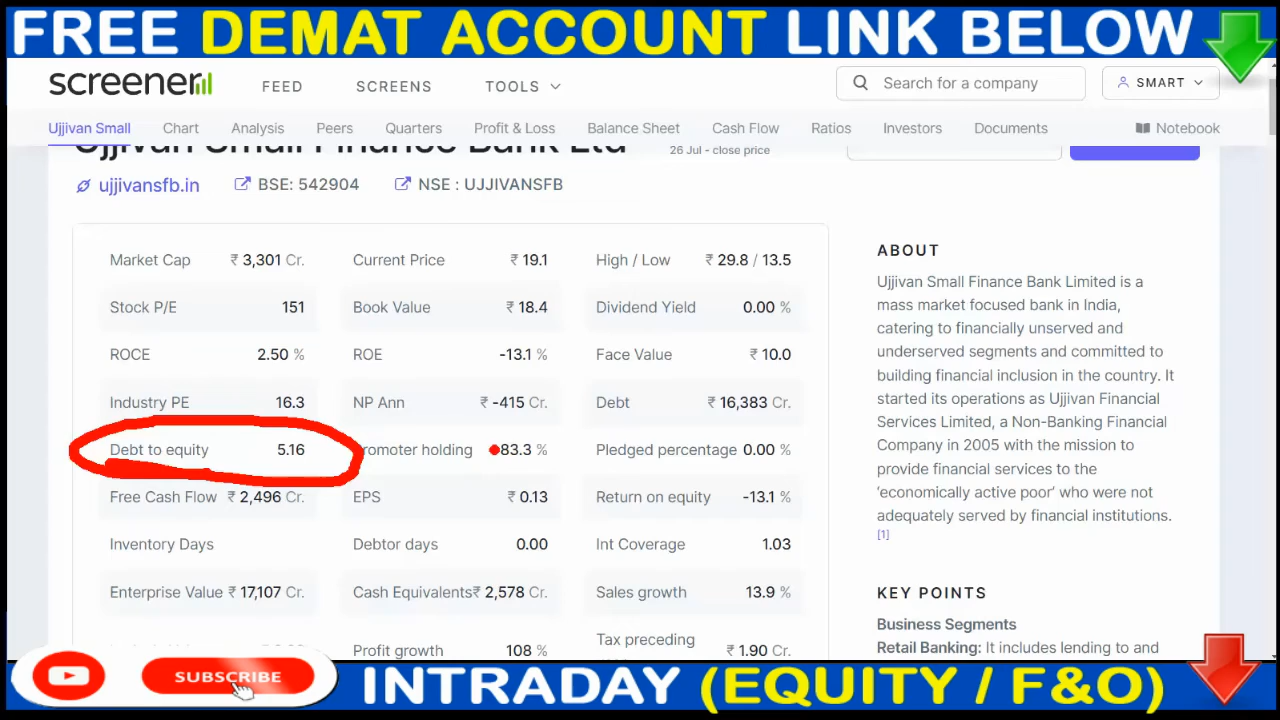 FREE DEMAT ACCOUNT LINK BELOW
screener FEED SCREENS TOOLS Search for a company SMART
Ujjivan Small Chart Analysis Peers Quarters Profit & Loss Balance Sheet Cash Flow Ratios Investors Documents Notebook
Ujjivan Small Finance Bank Ltd 26 Jul - close price
ujjivansfb.in BSE: 542904 NSE : UJJIVANSFB
Market Cap ₹ 3,301 Cr. Current Price ₹ 19.1 High / Low ₹ 29.8 / 13.5
Stock P/E 151 Book Value ₹ 18.4 Dividend Yield 0.00 %
ROCE 2.50 % ROE -13.1 % Face Value ₹ 10.0
Industry PE 16.3 NP Ann ₹ -415 Cr. Debt ₹ 16,383 Cr.
Debt to equity 5.16 romoter holding 83.3 % Pledged percentage 0.00 %
Free Cash Flow ₹ 2,496 Cr. EPS ₹ 0.13 Return on equity -13.1 %
Inventory Days Debtor days 0.00 Int Coverage 1.03
Enterprise Value ₹ 17,107 Cr. Cash Equivalents ₹ 2,578 Cr. Sales growth 13.9 %
Profit growth 108 % Tax preceding ₹ 1.90 Cr.
ABOUT
Ujjivan Small Finance Bank Limited is a
mass market focused bank in India,
catering to financially unserved and
underserved segments and committed to
building financial inclusion in the country. It
started its operations as Ujjivan Financial
Services Limited, a Non-Banking Financial
Company in 2005 with the mission to
provide financial services to the
‘economically active poor’ who were not
adequately served by financial institutions.
[1]
KEY POINTS
Business Segments
Retail Banking: It includes lending to and
SUBSCRIBE
INTRADAY (EQUITY / F&O)